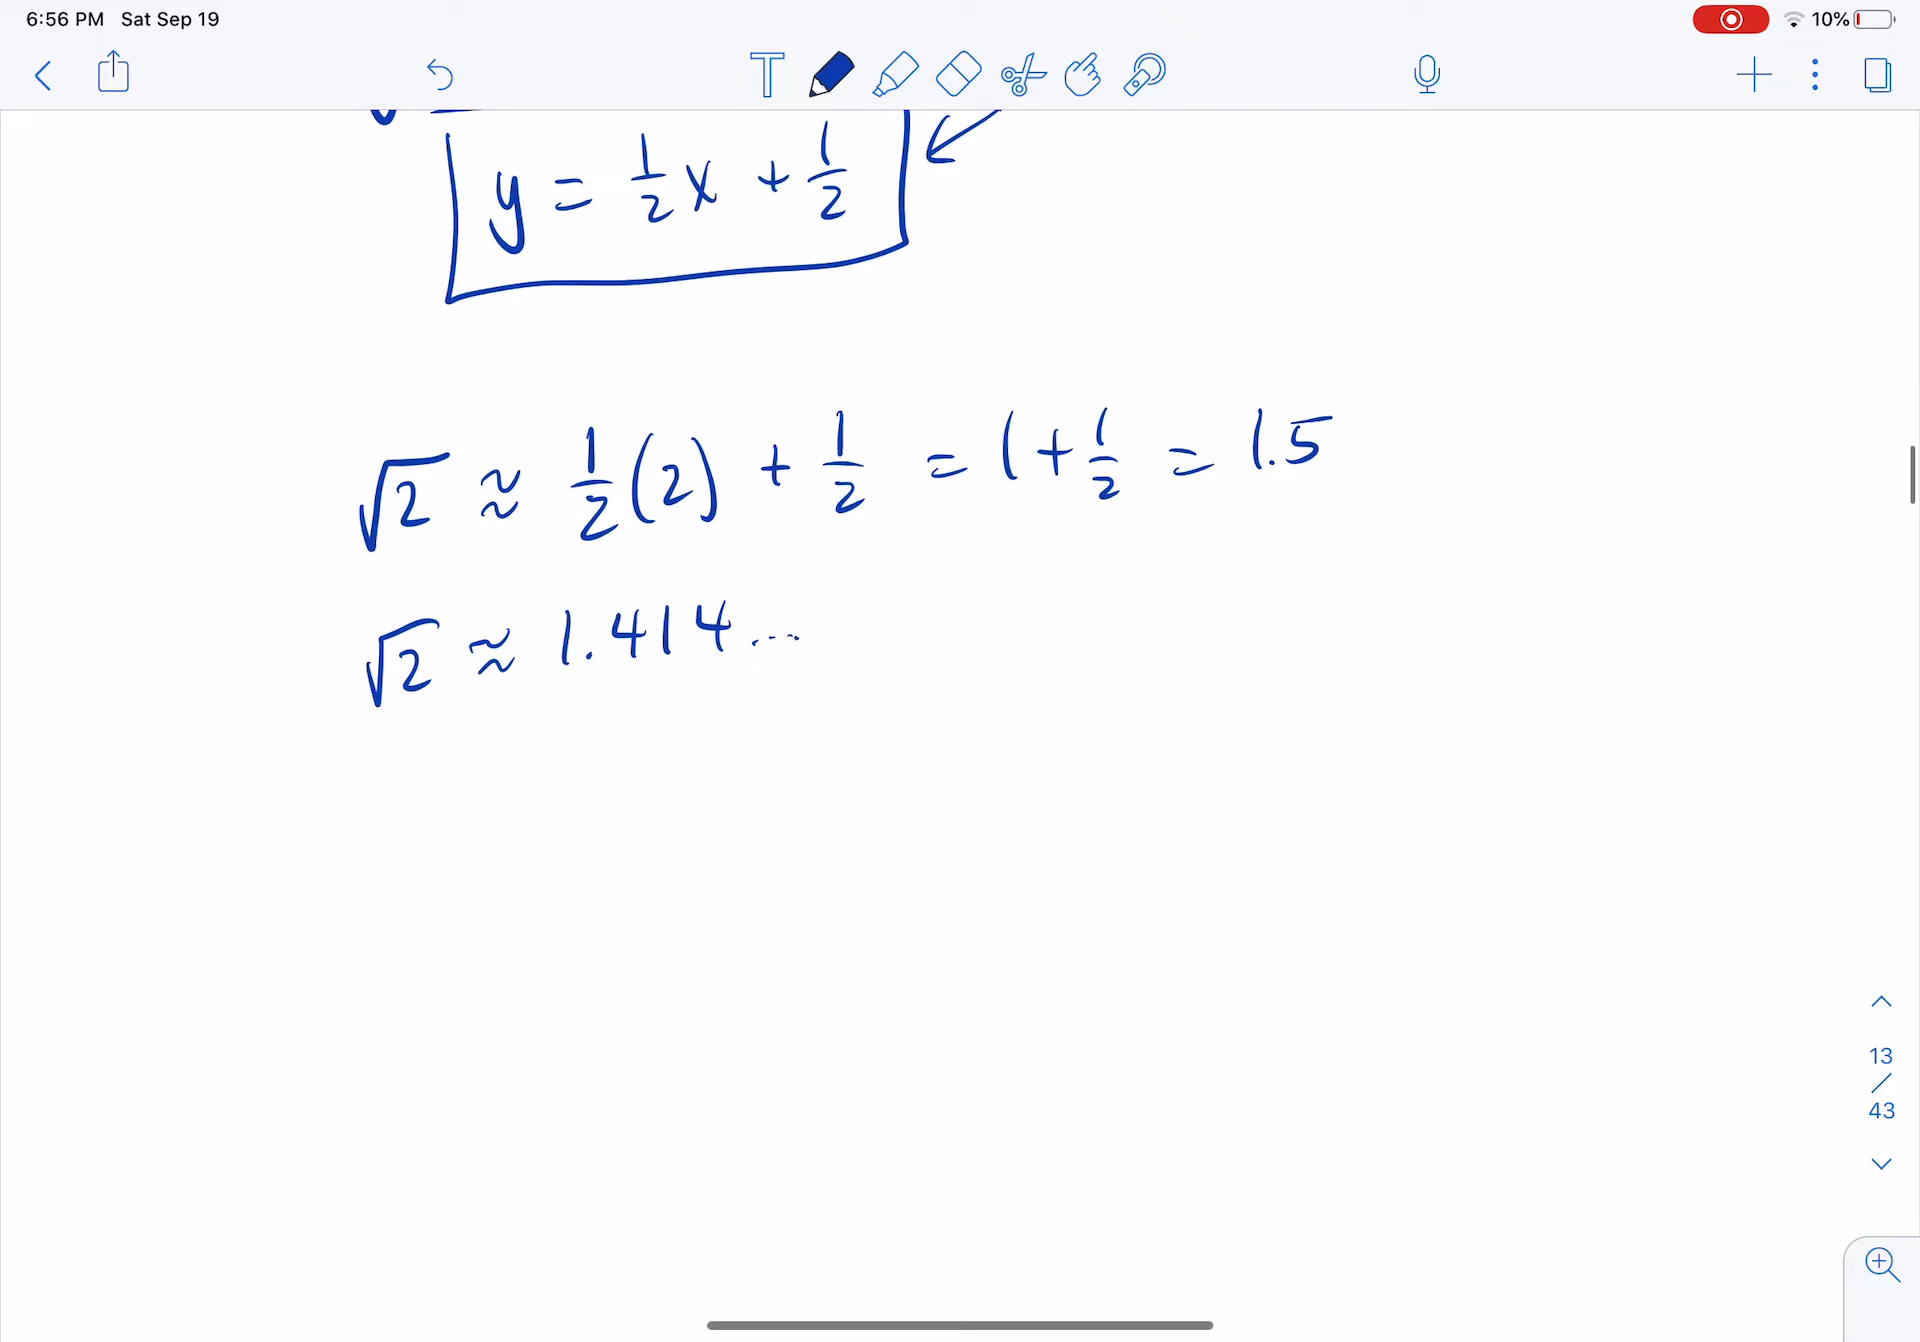 6:56 PM Sat Sep 19 10%
y = 1/2 x + 1/2
√2 ≈ 1/2 (2) + 1/2 = 1 + 1/2 = 1.5
√2 ≈ 1.414...
13
/
43